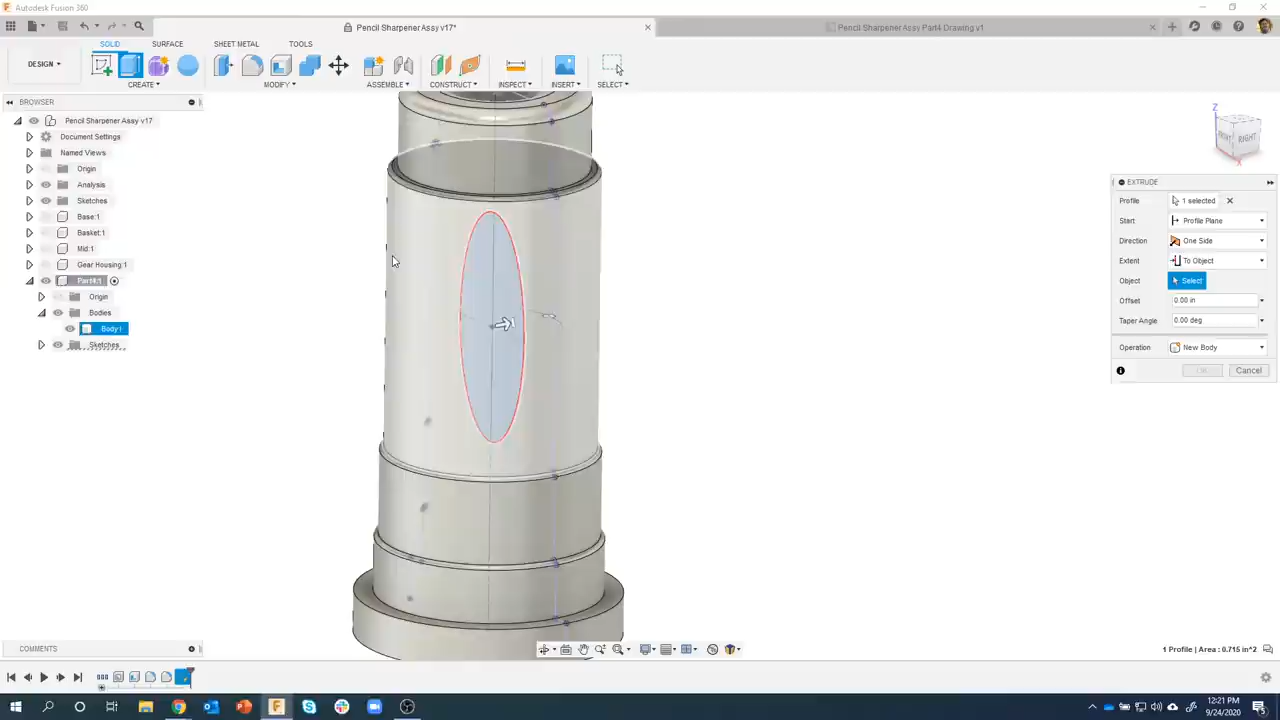 Autodesk Fusion 360
Pencil Sharpener Assy v17*
Pencil Sharpener Assy Part4 Drawing v1
SOLID
SURFACE
SHEET METAL
TOOLS
DESIGN
CREATE
MODIFY
ASSEMBLE
CONSTRUCT
INSPECT
INSERT
SELECT
BROWSER
Pencil Sharpener Assy v17
Document Settings
Named Views
Origin
Analysis
Sketches
Base:1
Basket:1
Mid:1
Gear Housing:1
Part4:1
Origin
Bodies
Body1
Sketches
Z
RIGHT
EXTRUDE
Profile
1 selected
Start
Profile Plane
Direction
One Side
Extent
To Object
Object
Select
Offset
0.00 in
Taper Angle
0.00 deg
Operation
New Body
OK
Cancel
COMMENTS
1 Profile | Area : 0.715 in^2
12:21 PM
9/24/2020